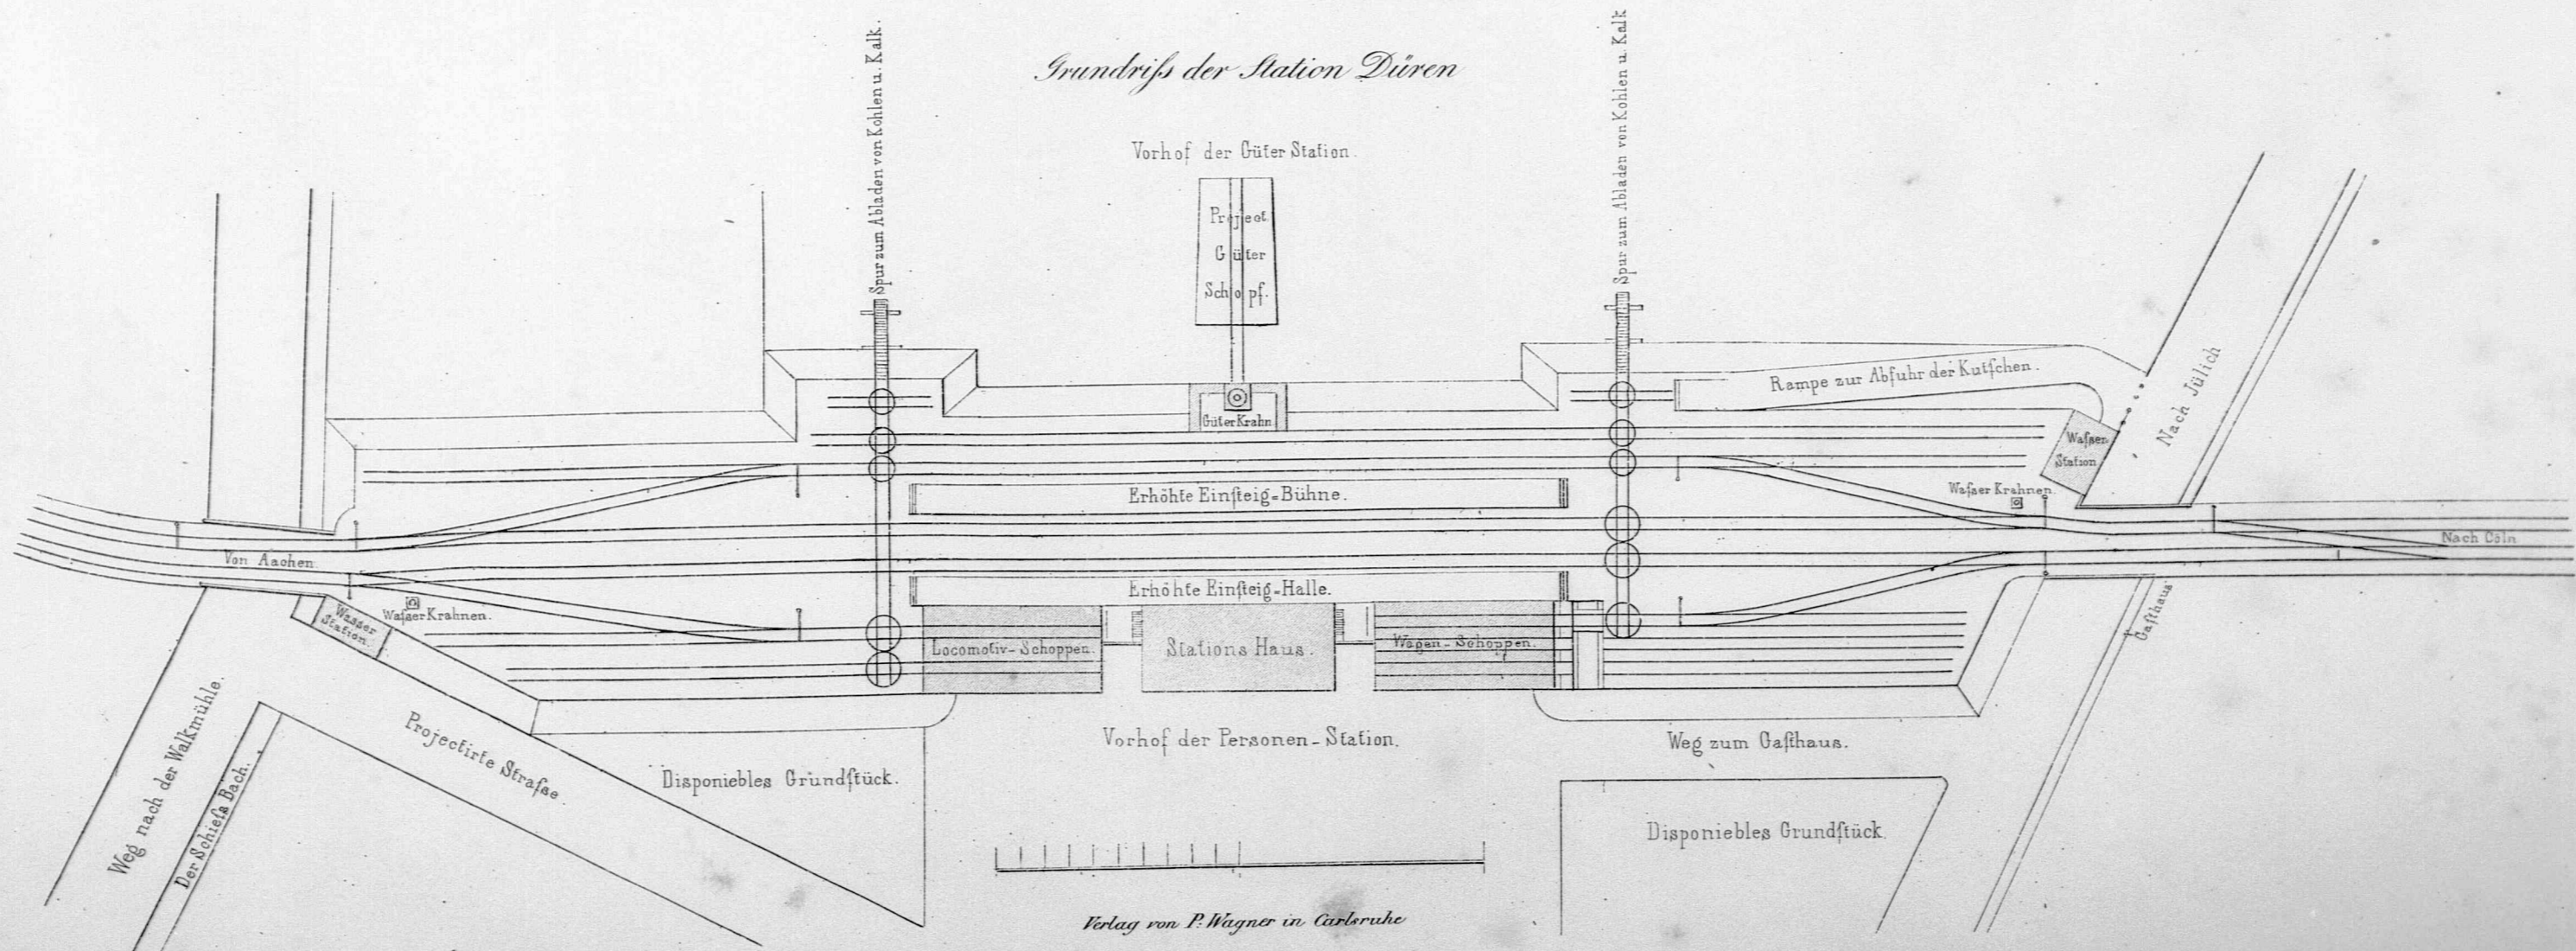 Grundriſs der Station Düren
Spur zum Abladen von Kohlen u. Kalk.
Spur zum Abladen von Kohlen u. Kalk
Vorhof der Güter Station.
Project.
Güter
Schopf.
Güter Krahn
Rampe zur Abfuhr der Kutſchen.
Nach Jülich
Waſser
Station
Waſser Krahnen
Erhöhte Einſteig-Bühne.
Von Aachen
Nach Cöln
Erhöhte Einſteig-Halle.
Waſser Krahnen.
Wasser
Station.
Locomotiv-Schoppen.
Stations Haus.
Wagen-Schoppen.
Gaſthaus
Weg nach der Walkmühle.
Der Schieſs Bach.
Projectirte Straſse
Disponiebles Grundſtück.
Vorhof der Personen-Station.
Weg zum Gaſthaus.
Disponiebles Grundſtück.
Verlag von P. Wagner in Carlsruhe